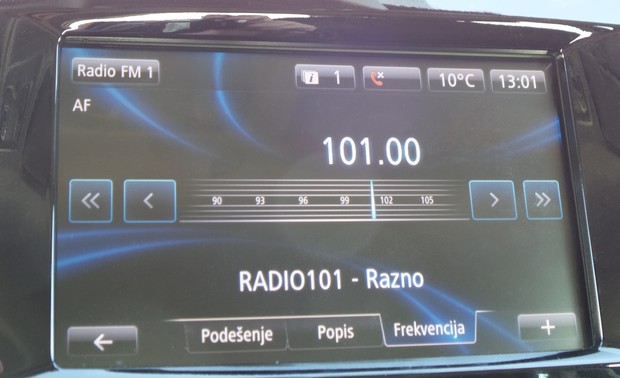 Radio FM 1
i 1
10°C
13:01
AF
101.00
90 93 96 99 102 105
RADIO101 - Razno
Podešenje
Popis
Frekvencija
+